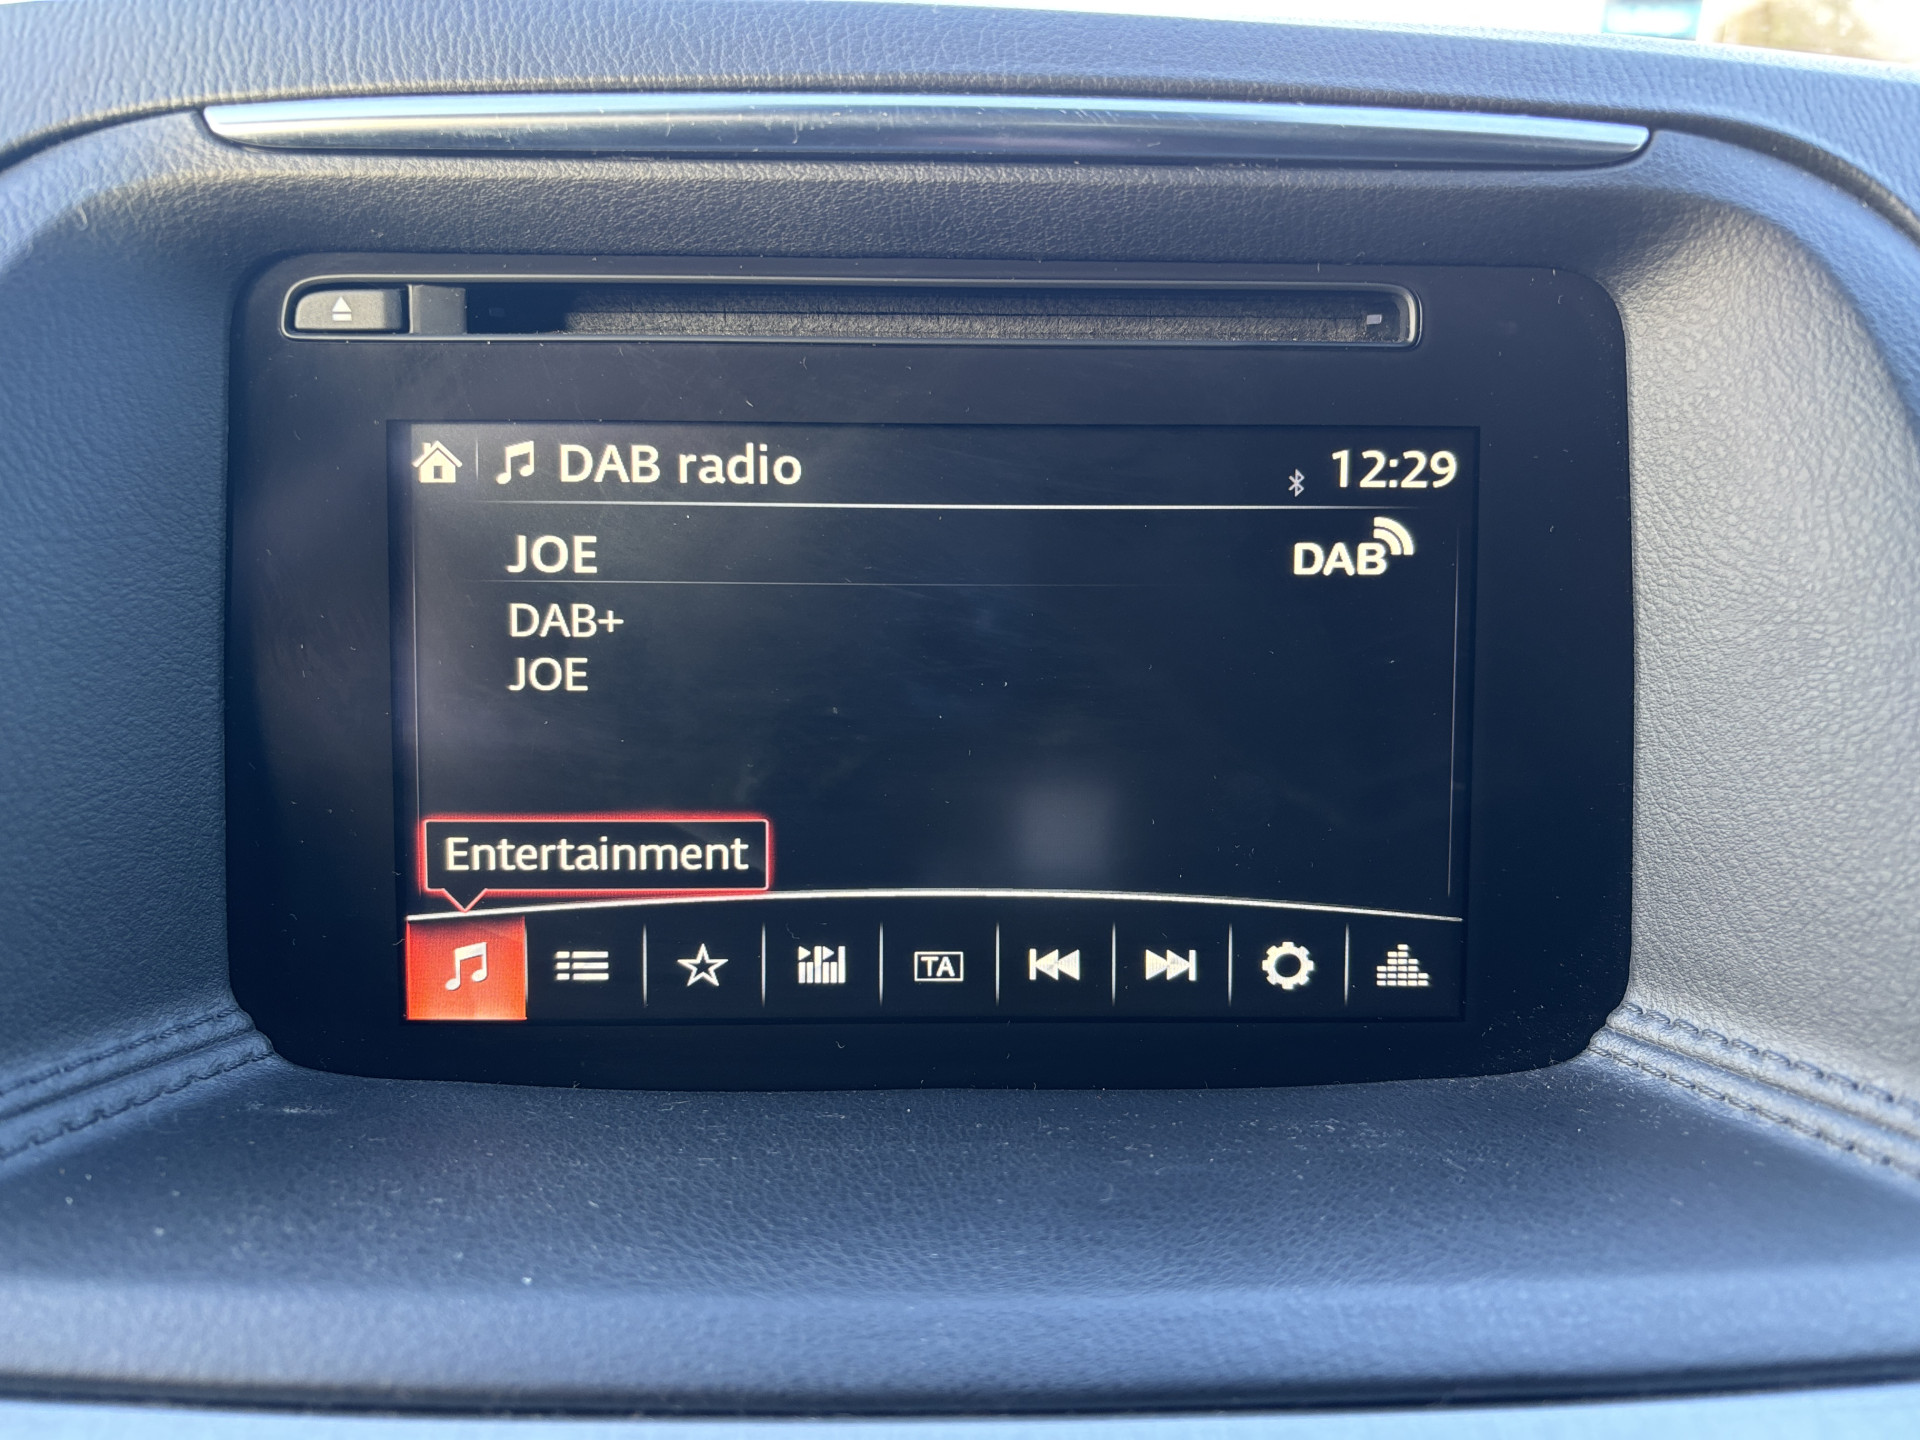 DAB radio
12:29
JOE
DAB
DAB+
JOE
Entertainment
TA